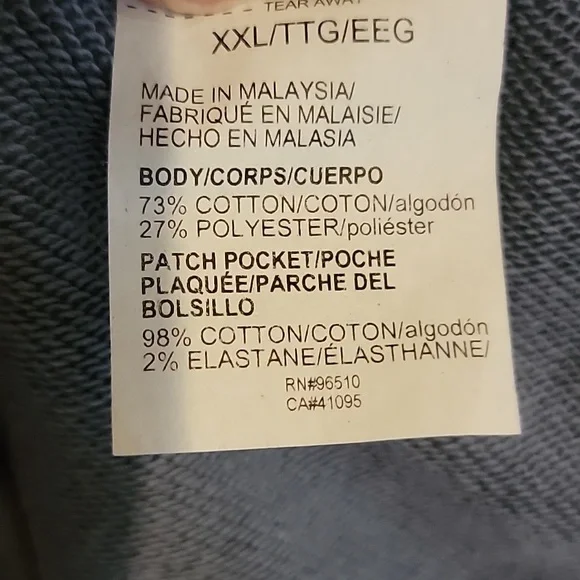 TEAR AWAY
XXL/TTG/EEG
MADE IN MALAYSIA/
FABRIQUÉ EN MALAISIE/
HECHO EN MALASIA
BODY/CORPS/CUERPO
73% COTTON/COTON/algodón
27% POLYESTER/poliéster
PATCH POCKET/POCHE
PLAQUÉE/PARCHE DEL
BOLSILLO
98% COTTON/COTON/algodón
2% ELASTANE/ÉLASTHANNE/
RN#96510
CA#41095